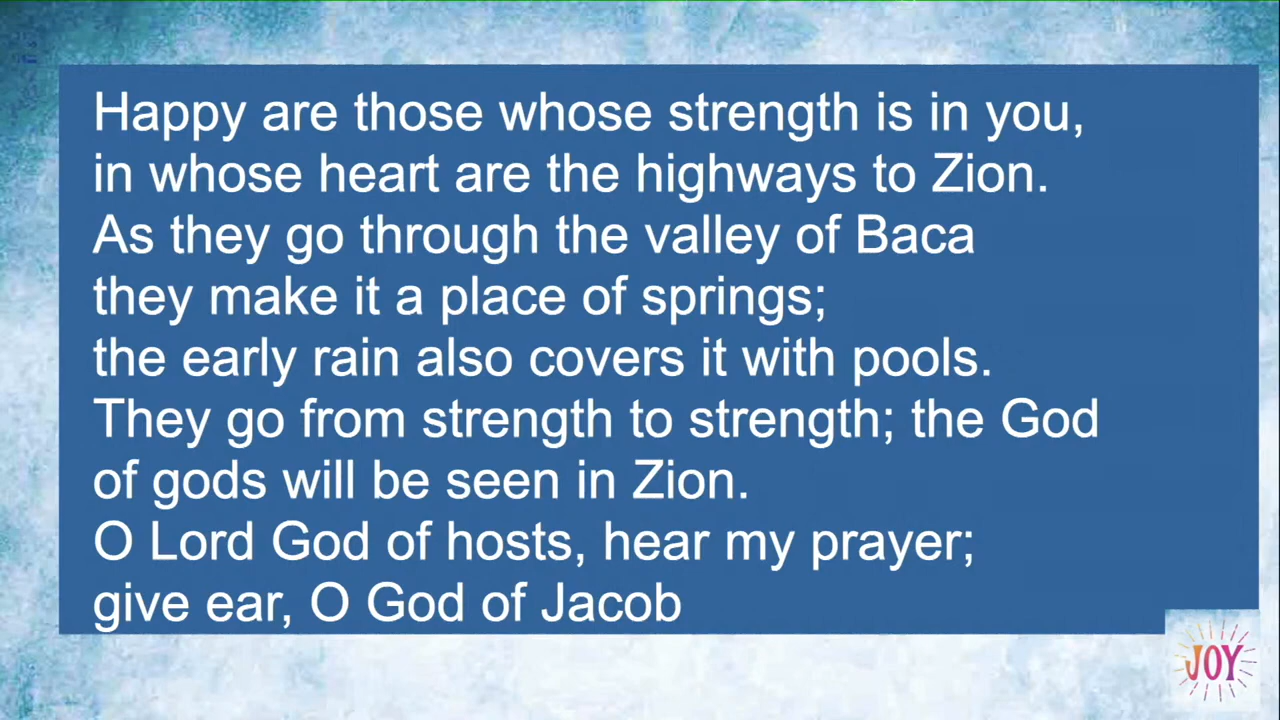 Happy are those whose strength is in you,
in whose heart are the highways to Zion.
As they go through the valley of Baca
they make it a place of springs;
the early rain also covers it with pools.
They go from strength to strength; the God
of gods will be seen in Zion.
O Lord God of hosts, hear my prayer;
give ear, O God of Jacob
JOY